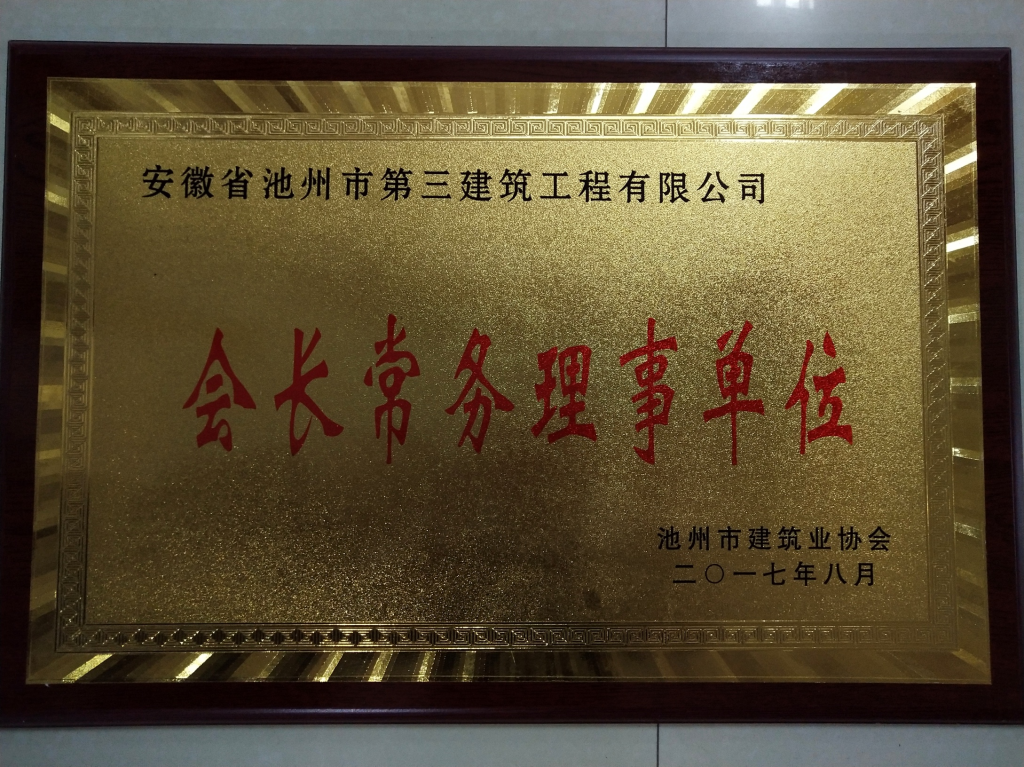 安徽省池州市第三建筑工程有限公司
会长常务理事单位
池州市建筑业协会
二〇一七年八月